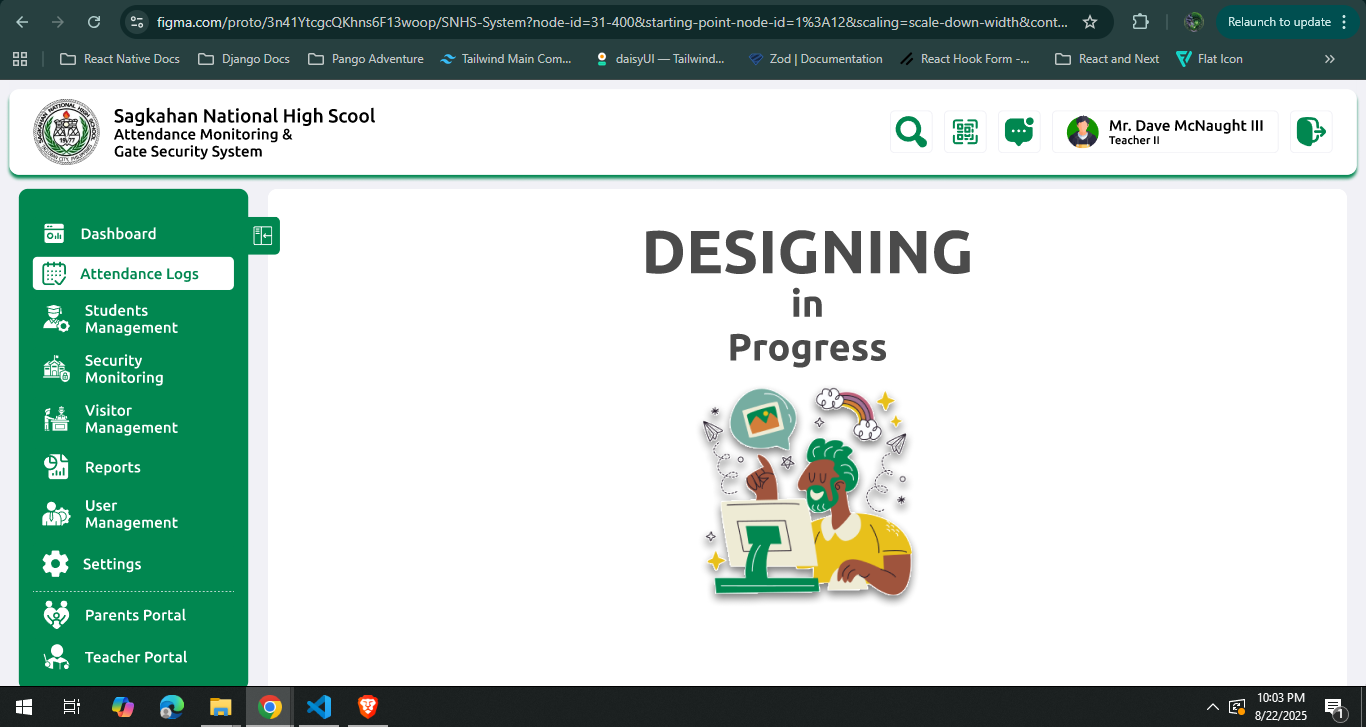 figma.com/proto/3n41YtcgcQKhns6F13woop/SNHS-System?node-id=31-400&starting-point-node-id=1%3A12&scaling=scale-down-width&cont...
Relaunch to update
React Native Docs
Django Docs
Pango Adventure
Tailwind Main Com...
daisyUI — Tailwind...
Zod | Documentation
React Hook Form -...
React and Next
Flat Icon
Sagkahan National High Scool
Attendance Monitoring &
Gate Security System
Mr. Dave McNaught III
Teacher II
Dashboard
Attendance Logs
Students
Management
Security
Monitoring
Visitor
Management
Reports
User
Management
Settings
Parents Portal
Teacher Portal
DESIGNING
in
Progress
10:03 PM
8/22/2025
1